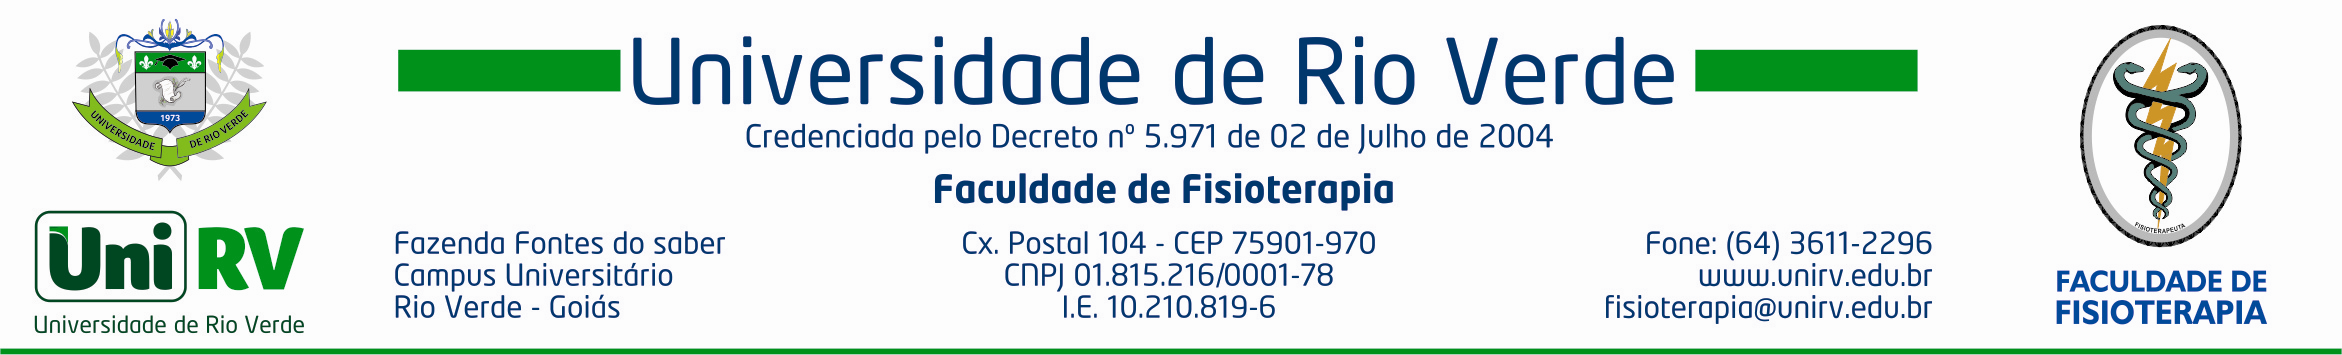 1973
UNIVERSIDADE DE RIO VERDE
Uni RV
Universidade de Rio Verde
Universidade de Rio Verde
Credenciada pelo Decreto nº 5.971 de 02 de Julho de 2004
Faculdade de Fisioterapia
Fazenda Fontes do saber
Campus Universitário
Rio Verde - Goiás
Cx. Postal 104 - CEP 75901-970
CNPJ 01.815.216/0001-78
I.E. 10.210.819-6
Fone: (64) 3611-2296
www.unirv.edu.br
fisioterapia@unirv.edu.br
FISIOTERAPEUTA
FACULDADE DE
FISIOTERAPIA